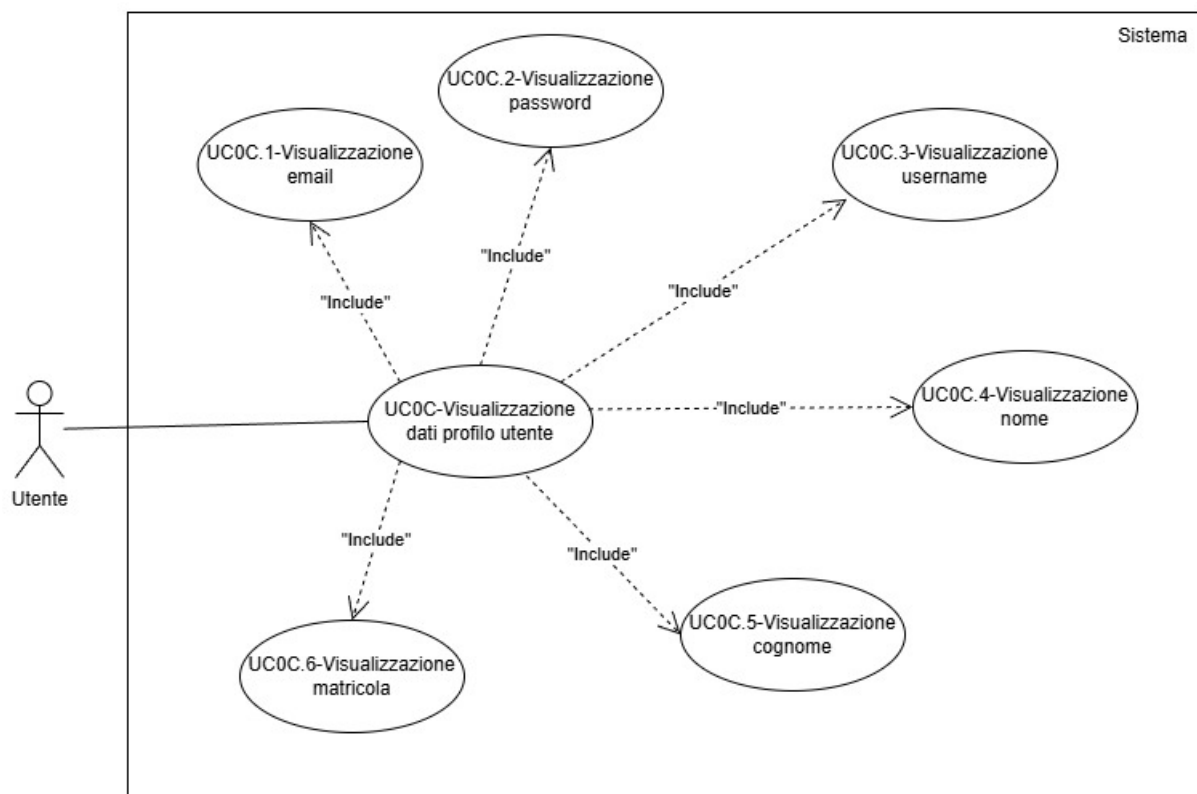 Sistema
UC0C.2-Visualizzazione
password
UC0C.1-Visualizzazione
email
UC0C.3-Visualizzazione
username
"Include"
"Include"
"Include"
UC0C-Visualizzazione
dati profilo utente
"Include"
UC0C.4-Visualizzazione
nome
Utente
"Include"
"Include"
UC0C.5-Visualizzazione
cognome
UC0C.6-Visualizzazione
matricola